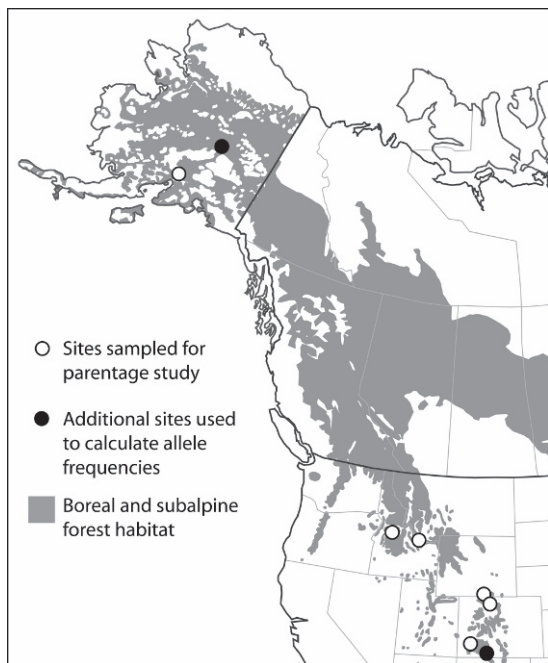 Sites sampled for
parentage study
Additional sites used
to calculate allele
frequencies
Boreal and subalpine
forest habitat